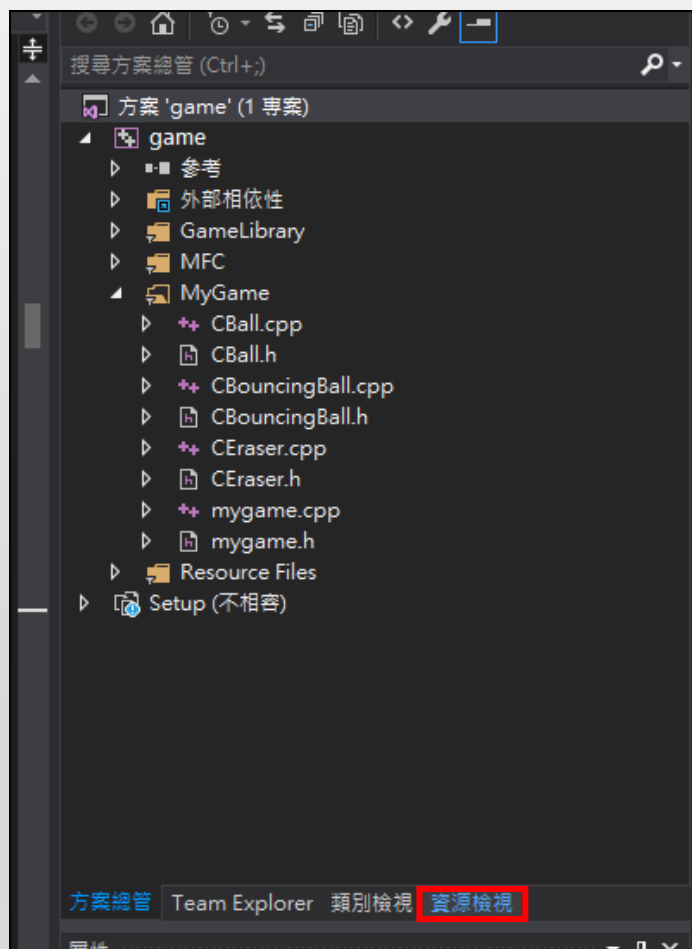 搜尋方案總管 (Ctrl+;)
方案 'game' (1 專案)
game
參考
外部相依性
GameLibrary
MFC
MyGame
CBall.cpp
CBall.h
CBouncingBall.cpp
CBouncingBall.h
CEraser.cpp
CEraser.h
mygame.cpp
mygame.h
Resource Files
Setup (不相容)
方案總管 Team Explorer 類別檢視 資源檢視
屬性